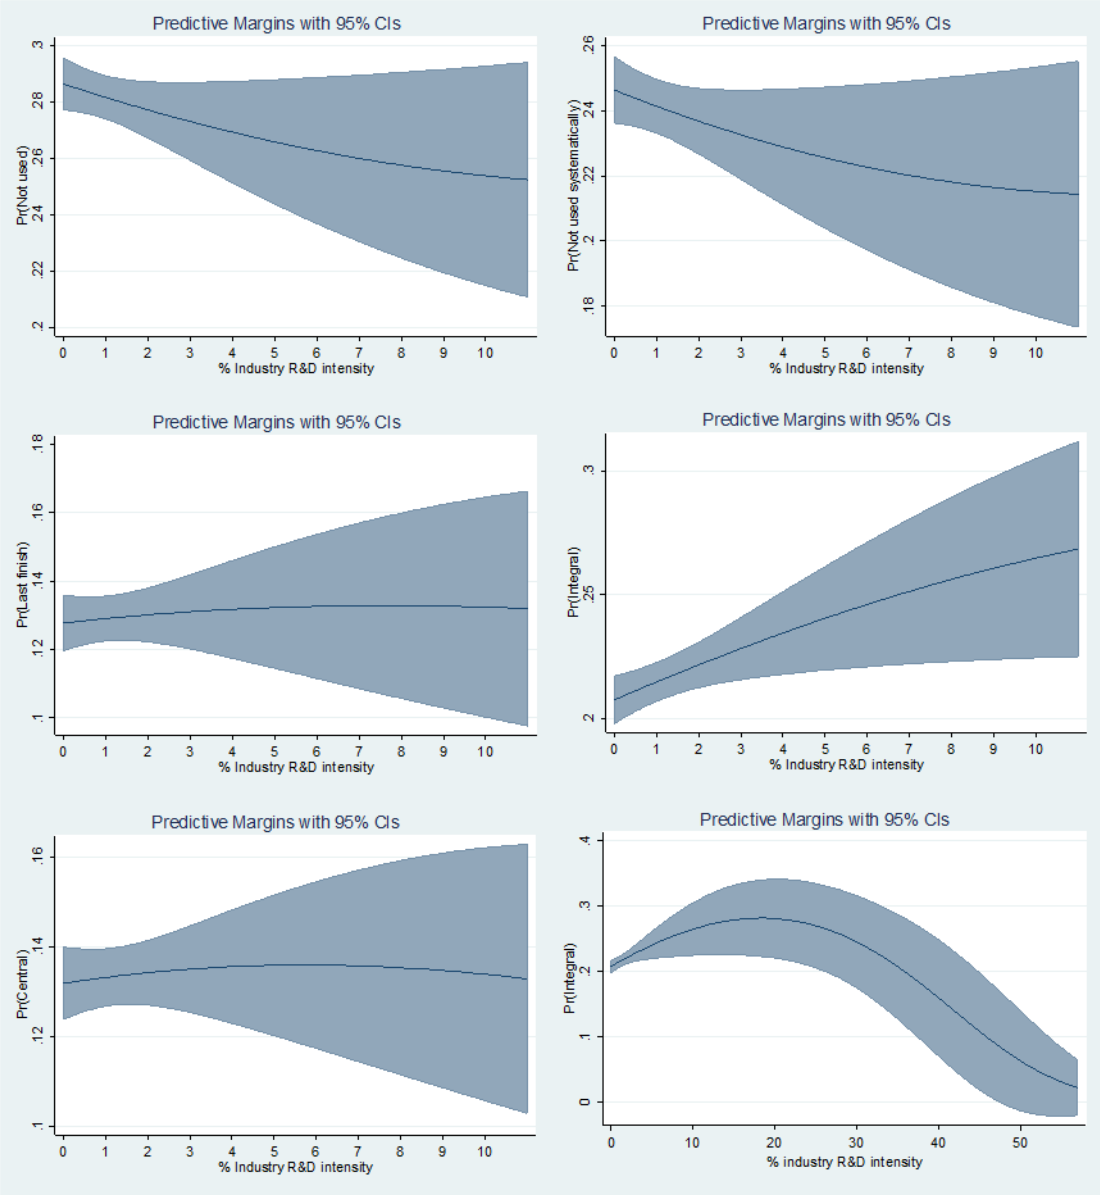 Predictive Margins with 95% CIs
Pr(Not used)
.3
.28
.26
.24
.22
.2
0 1 2 3 4 5 6 7 8 9 10
% Industry R&D intensity
Predictive Margins with 95% CIs
Pr(Not used systematically)
.26
.24
.22
.2
.18
0 1 2 3 4 5 6 7 8 9 10
% Industry R&D intensity
Predictive Margins with 95% CIs
Pr(Last finish)
.18
.16
.14
.12
.1
0 1 2 3 4 5 6 7 8 9 10
% Industry R&D intensity
Predictive Margins with 95% CIs
Pr(Integral)
.3
.25
.2
0 1 2 3 4 5 6 7 8 9 10
% Industry R&D intensity
Predictive Margins with 95% CIs
Pr(Central)
.16
.14
.12
.1
0 1 2 3 4 5 6 7 8 9 10
% Industry R&D intensity
Predictive Margins with 95% CIs
Pr(Integral)
.4
.3
.2
.1
0
0 10 20 30 40 50
% industry R&D intensity